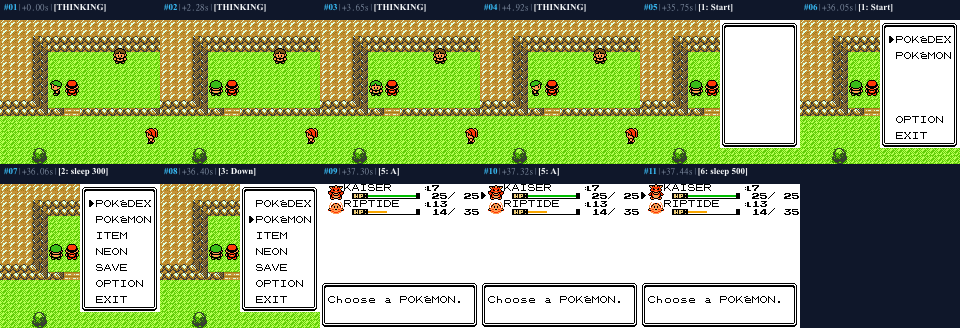 #01 | +0.00s | [THINKING]
#02 | +2.28s | [THINKING]
#03 | +3.65s | [THINKING]
#04 | +4.92s | [THINKING]
#05 | +35.75s | [1: Start]
#06 | +36.05s | [1: Start]
POKéDEX
POKéMON
OPTION
EXIT
#07 | +36.06s | [2: sleep 300]
POKéDEX
POKéMON
ITEM
NEON
SAVE
OPTION
EXIT
#08 | +36.40s | [3: Down]
POKéDEX
POKéMON
ITEM
NEON
SAVE
OPTION
EXIT
#09 | +37.30s | [5: A]
KAISER :L7
HP: 25/ 25
RIPTIDE :L13
HP: 14/ 35
Choose a POKéMON.
#10 | +37.32s | [5: A]
KAISER :L7
HP: 25/ 25
RIPTIDE :L13
HP: 14/ 35
Choose a POKéMON.
#11 | +37.44s | [6: sleep 500]
KAISER :L7
HP: 25/ 25
RIPTIDE :L13
HP: 14/ 35
Choose a POKéMON.